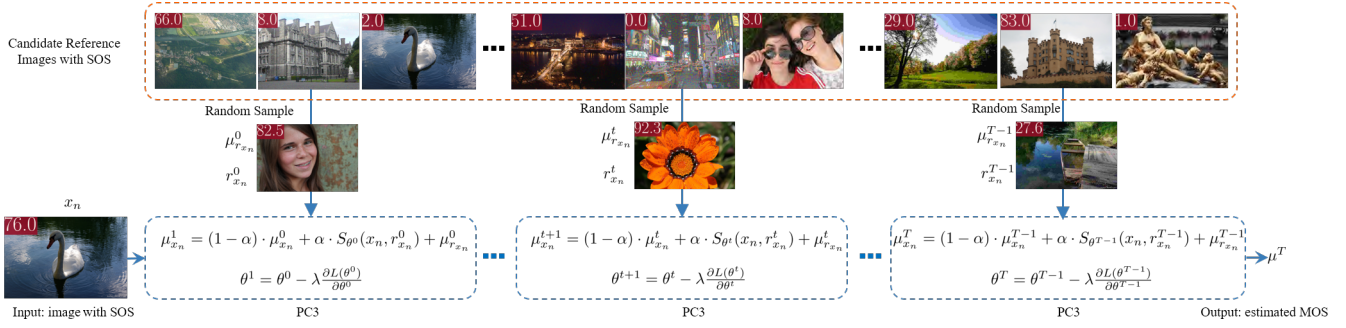 Candidate Reference
Images with SOS
66.0
8.0
2.0
51.0
0.0
8.0
29.0
83.0
1.0
Random Sample
Random Sample
Random Sample
μ^0_{r_{x_n}}
r^0_{x_n}
82.5
μ^t_{r_{x_n}}
r^t_{x_n}
92.3
μ^{T-1}_{r_{x_n}}
r^{T-1}_{x_n}
27.6
x_n
76.0
μ^1_{x_n} = (1 − α) · μ^0_{x_n} + α · S_{θ^0}(x_n, r^0_{x_n}) + μ^0_{r_{x_n}}
θ^1 = θ^0 − λ ∂L(θ^0)/∂θ^0
μ^{t+1}_{x_n} = (1 − α) · μ^t_{x_n} + α · S_{θ^t}(x_n, r^t_{x_n}) + μ^t_{r_{x_n}}
θ^{t+1} = θ^t − λ ∂L(θ^t)/∂θ^t
μ^T_{x_n} = (1 − α) · μ^{T-1}_{x_n} + α · S_{θ^{T-1}}(x_n, r^{T-1}_{x_n}) + μ^{T-1}_{r_{x_n}}
θ^T = θ^{T-1} − λ ∂L(θ^{T-1})/∂θ^{T-1}
μ^T
Input: image with SOS
PC3
PC3
PC3
Output: estimated MOS